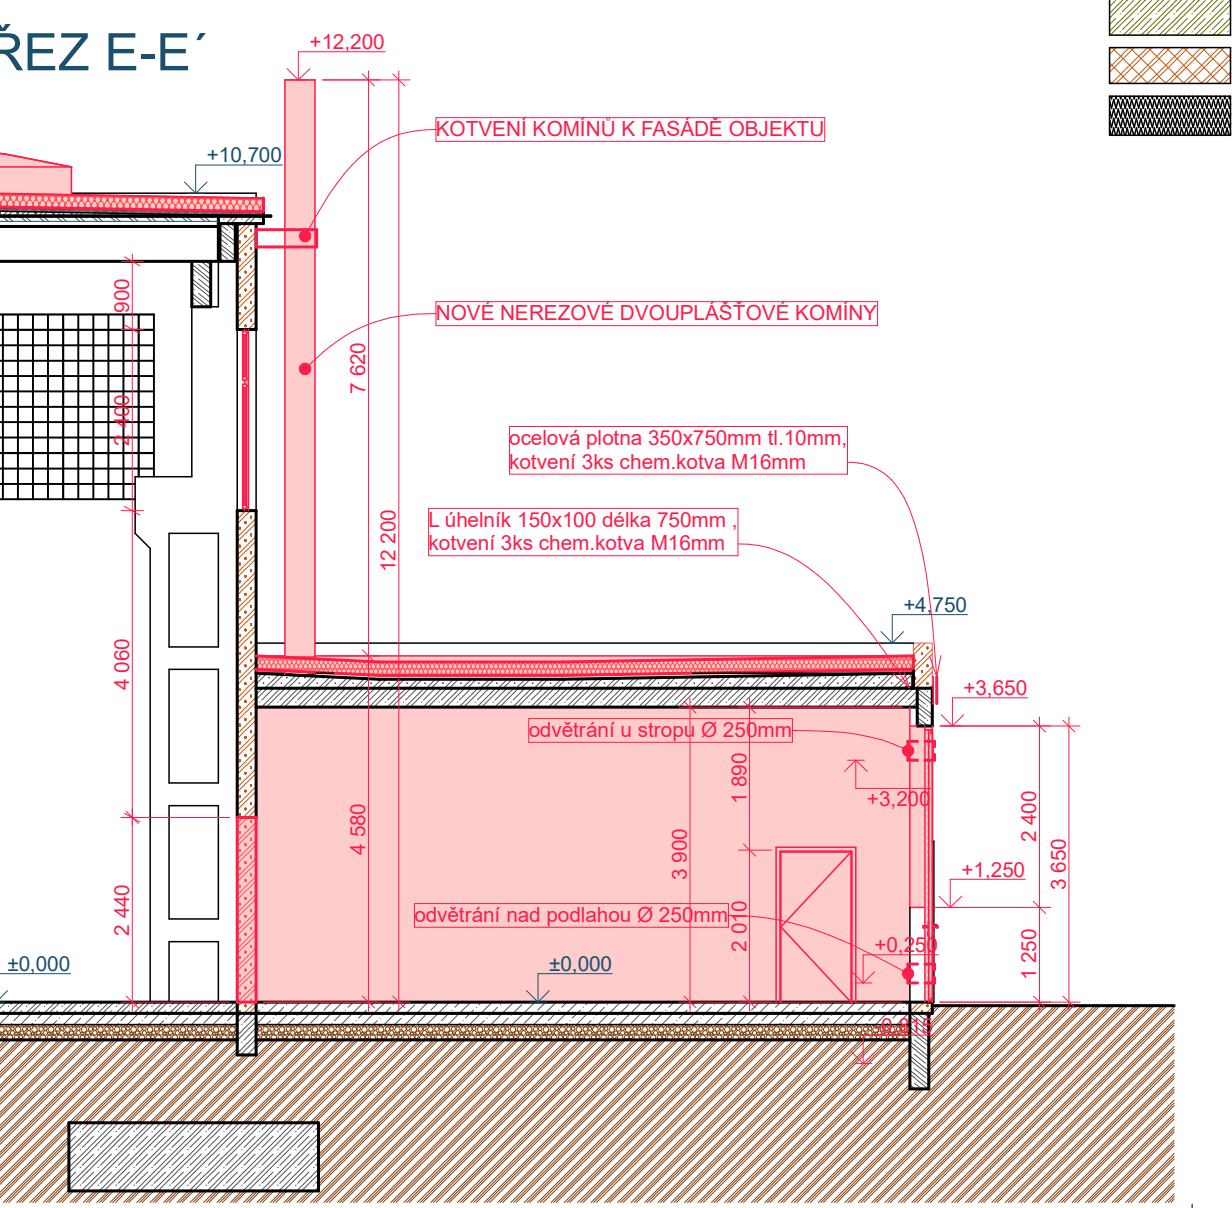 ŘEZ E-E´
+12,200
KOTVENÍ KOMÍNŮ K FASÁDĚ OBJEKTU
+10,700
900
NOVÉ NEREZOVÉ DVOUPLÁŠŤOVÉ KOMÍNY
7 620
2 400
ocelová plotna 350x750mm tl.10mm,
kotvení 3ks chem.kotva M16mm
12 200
L úhelník 150x100 délka 750mm ,
kotvení 3ks chem.kotva M16mm
+4,750
4 060
+3,650
odvětrání u stropu Ø 250mm
1 890
+3,200
2 400
4 580
3 900
3 650
+1,250
2 440
odvětrání nad podlahou Ø 250mm
2 010
+0,250
1 250
±0,000
±0,000